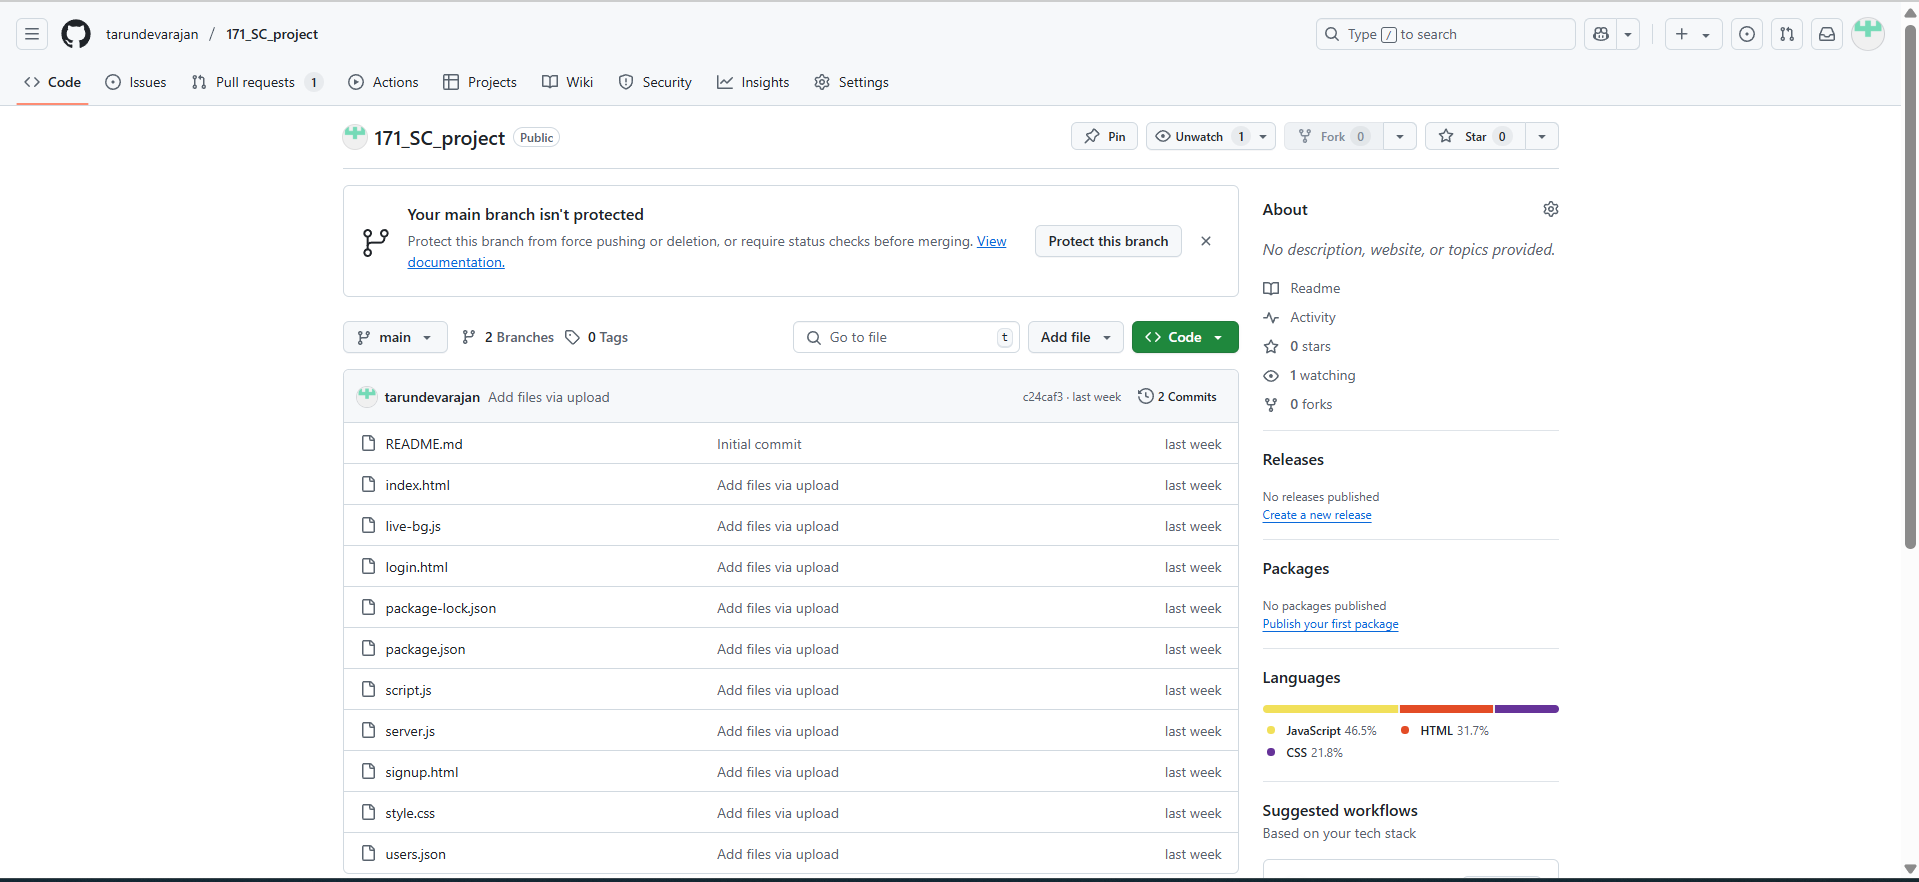 tarundevarajan / 171_SC_project
Type / to search
Code
Issues
Pull requests 1
Actions
Projects
Wiki
Security
Insights
Settings
171_SC_project Public
Pin
Unwatch 1
Fork 0
Star 0
Your main branch isn't protected
Protect this branch from force pushing or deletion, or require status checks before merging. View
documentation.
Protect this branch
main
2 Branches
0 Tags
Go to file t
Add file
Code
tarundevarajan Add files via upload c24caf3 · last week 2 Commits
README.md Initial commit last week
index.html Add files via upload last week
live-bg.js Add files via upload last week
login.html Add files via upload last week
package-lock.json Add files via upload last week
package.json Add files via upload last week
script.js Add files via upload last week
server.js Add files via upload last week
signup.html Add files via upload last week
style.css Add files via upload last week
users.json Add files via upload last week
About
No description, website, or topics provided.
Readme
Activity
0 stars
1 watching
0 forks
Releases
No releases published
Create a new release
Packages
No packages published
Publish your first package
Languages
JavaScript 46.5% HTML 31.7%
CSS 21.8%
Suggested workflows
Based on your tech stack